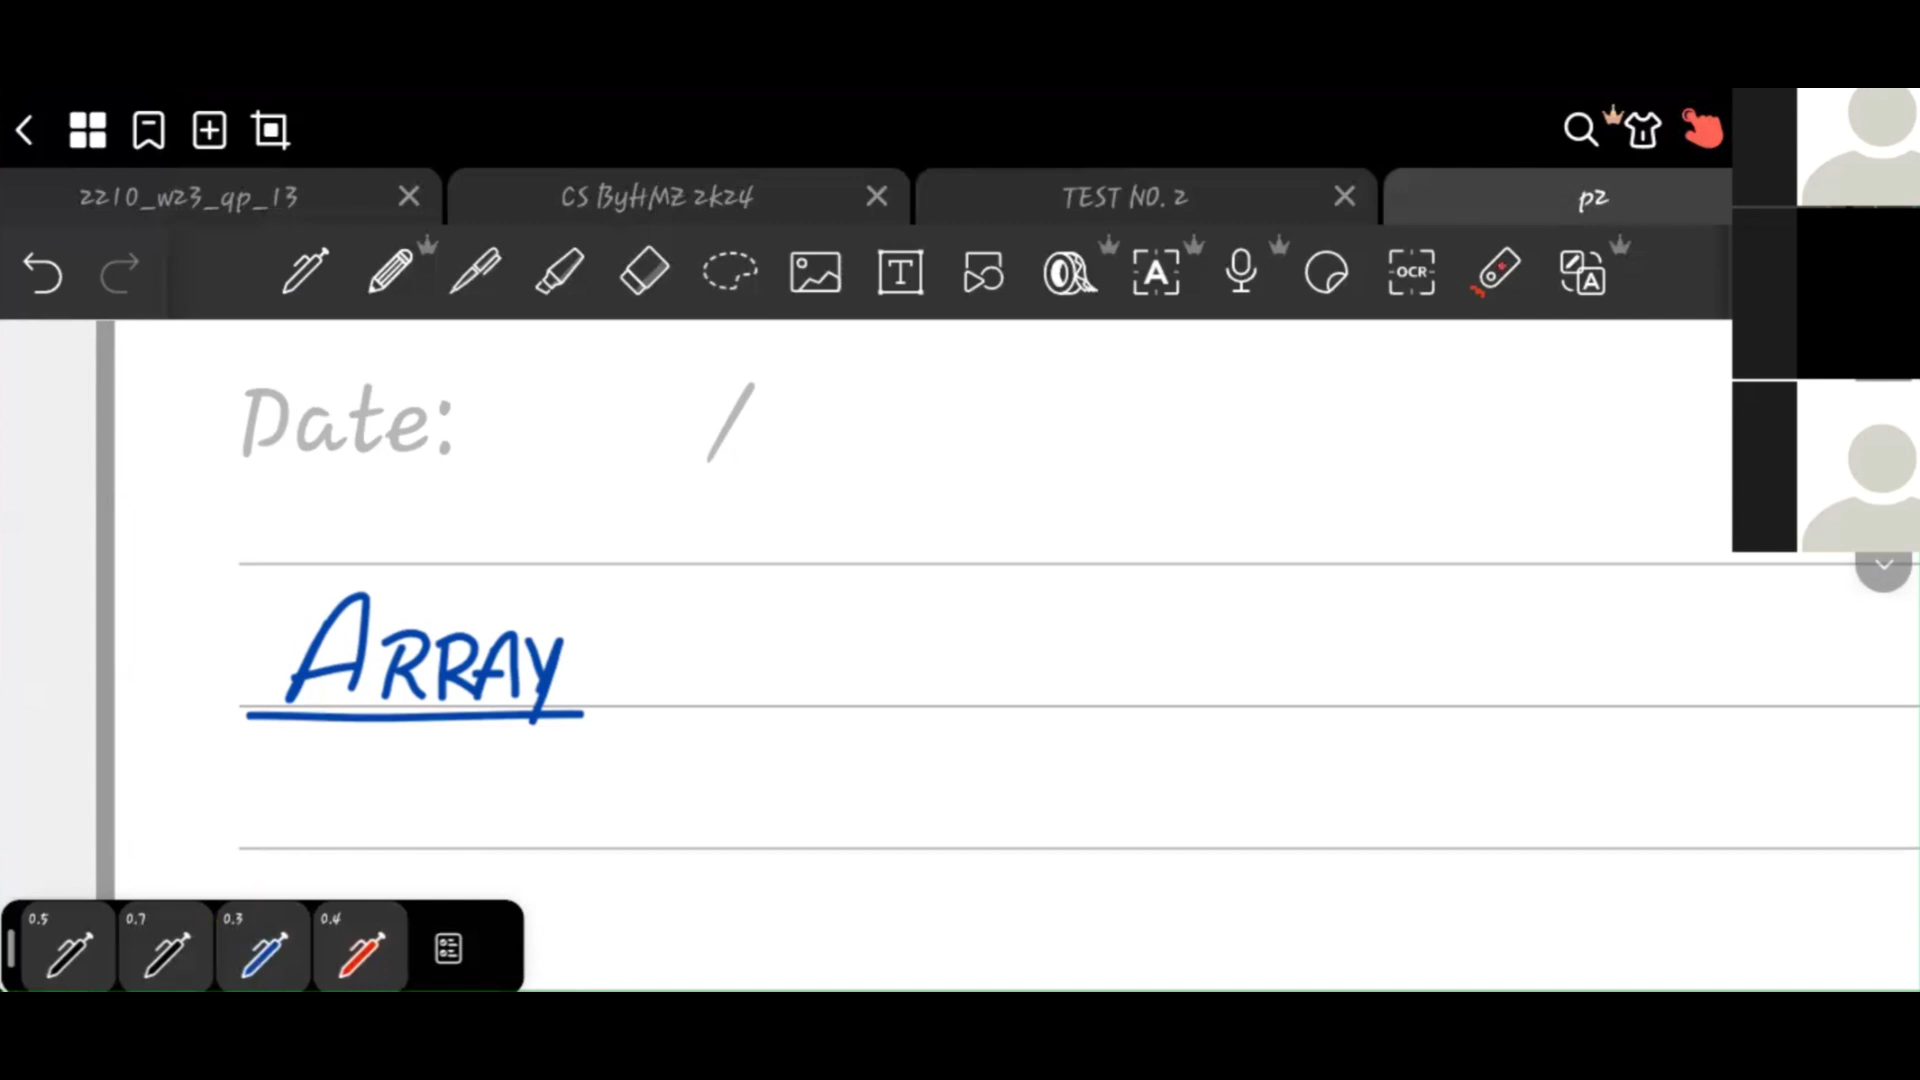 2210_w23_qp_13
CS ByHMZ 2k24
TEST NO. 2
p2
T
A
OCR
A
Date: /
ARRAY
0.5
0.7
0.3
0.4